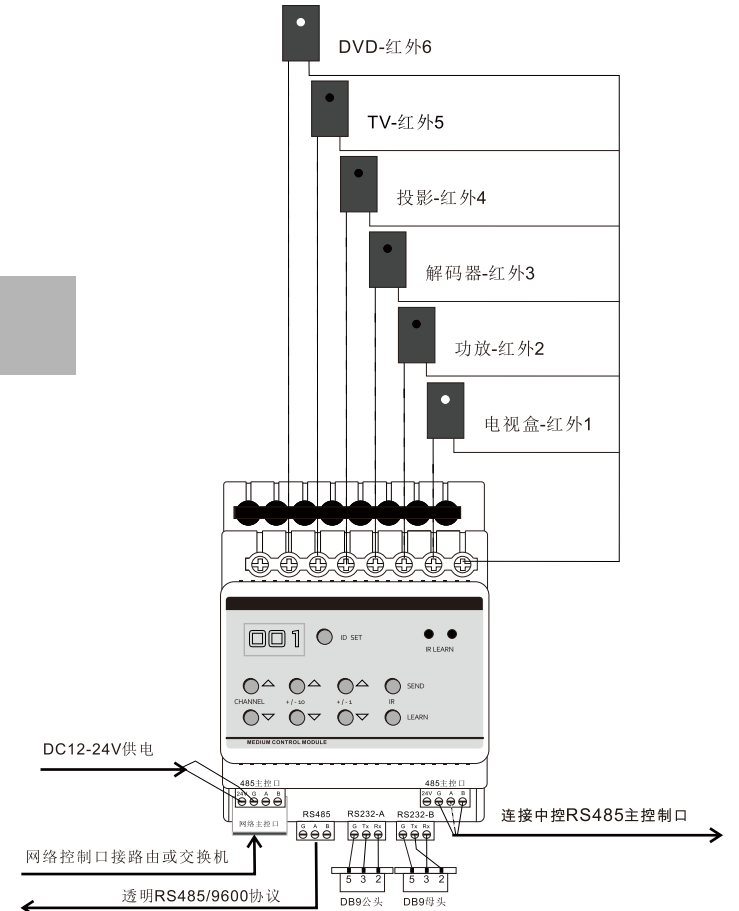 DVD-红外6
TV-红外5
投影-红外4
解码器-红外3
功放-红外2
电视盒-红外1
001
ID SET
IR LEARN
SEND
CHANNEL
+/-10
+/-1
IR
LEARN
MEDIUM CONTROL MODULE
DC12-24V供电
485主控口
485主控口
24V G A B
24V G A B
连接中控RS485主控制口
网络主控口
RS485
RS232-A
RS232-B
G A B
G Tx Rx
G Tx Rx
网络控制口接路由或交换机
5 3 2
5 3 2
透明RS485/9600协议
DB9公头
DB9母头